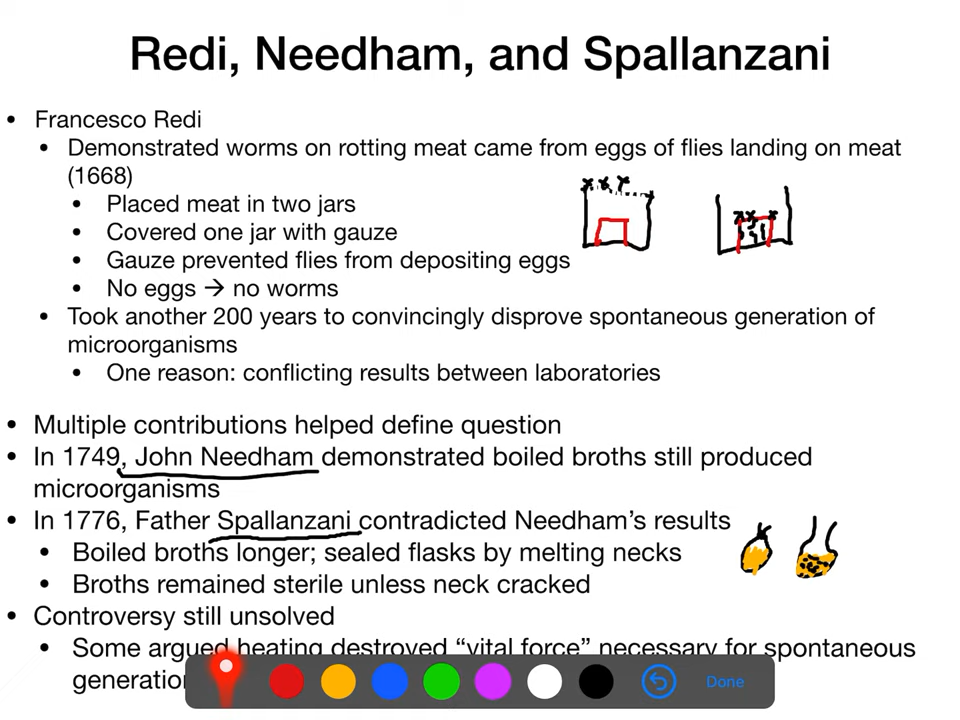 Redi, Needham, and Spallanzani
• Francesco Redi
• Demonstrated worms on rotting meat came from eggs of flies landing on meat
(1668)
• Placed meat in two jars
• Covered one jar with gauze
• Gauze prevented flies from depositing eggs
• No eggs → no worms
• Took another 200 years to convincingly disprove spontaneous generation of
microorganisms
• One reason: conflicting results between laboratories
• Multiple contributions helped define question
• In 1749, John Needham demonstrated boiled broths still produced
microorganisms
• In 1776, Father Spallanzani contradicted Needham’s results
• Boiled broths longer; sealed flasks by melting necks
• Broths remained sterile unless neck cracked
• Controversy still unsolved
• Some argued heating destroyed “vital force” necessary for spontaneous
generation
Done